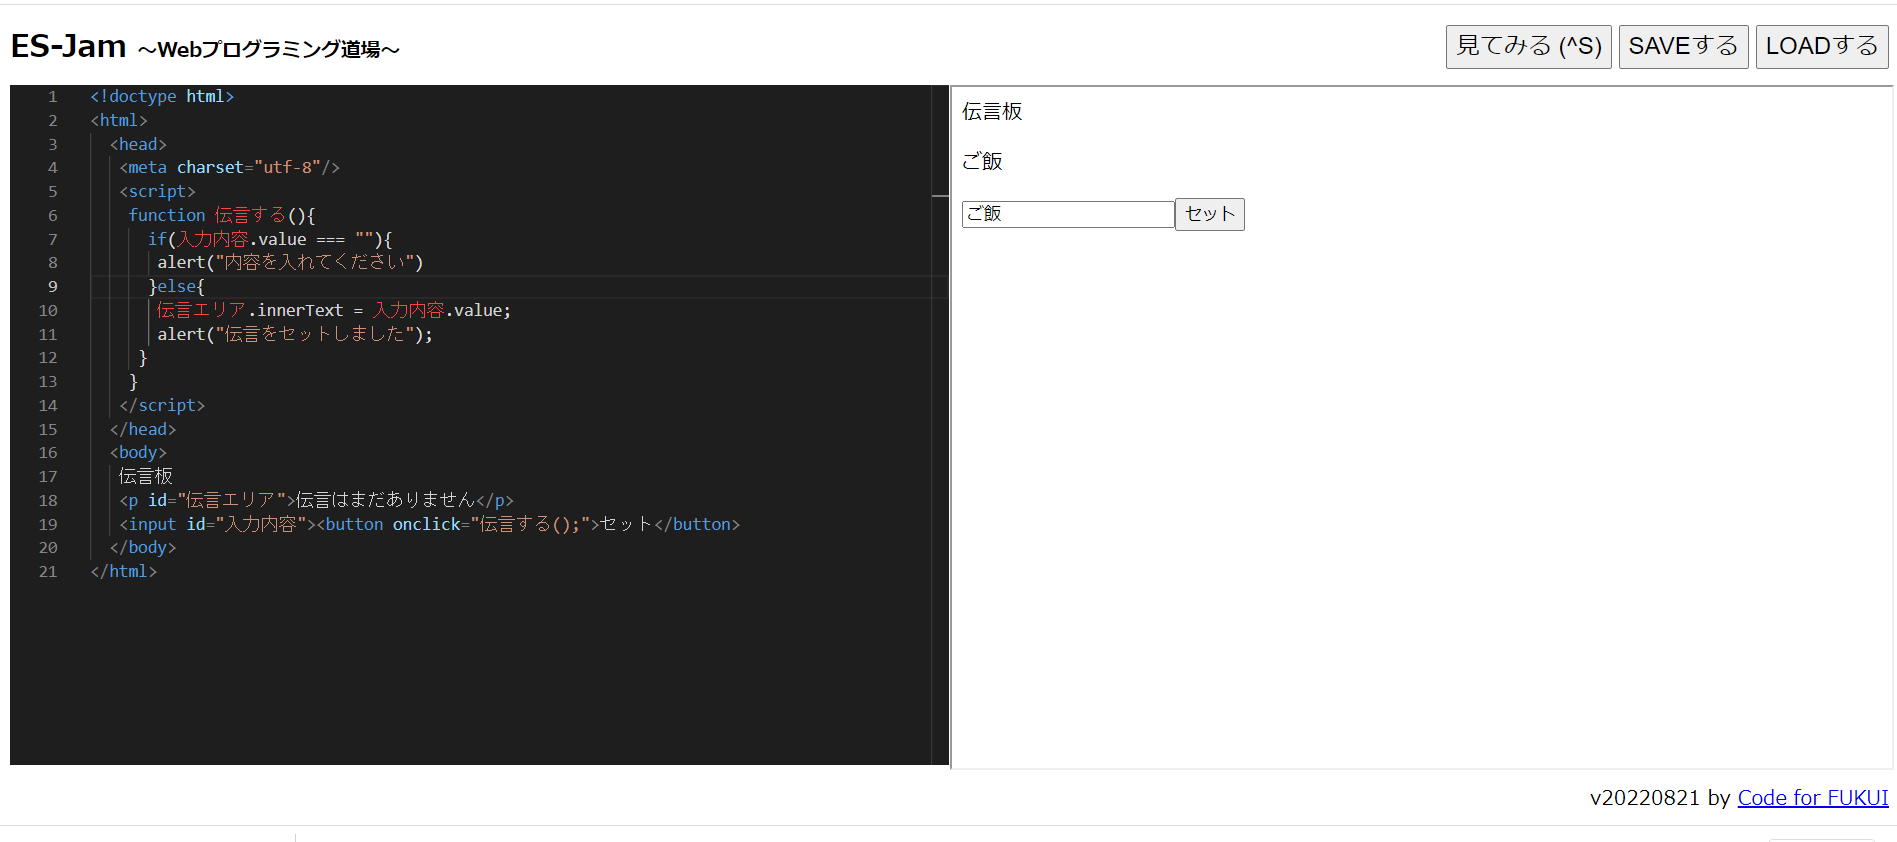 ES-Jam ～Webプログラミング道場～
見てみる (^S) SAVEする LOADする
1 <!doctype html>
2 <html>
3 <head>
4 <meta charset="utf-8"/>
5 <script>
6 function 伝言する(){
7 if(入力内容.value === ""){
8 alert("内容を入れてください")
9 }else{
10 伝言エリア.innerText = 入力内容.value;
11 alert("伝言をセットしました");
12 }
13 }
14 </script>
15 </head>
16 <body>
17 伝言板
18 <p id="伝言エリア">伝言はまだありません</p>
19 <input id="入力内容"><button onclick="伝言する();">セット</button>
20 </body>
21 </html>
伝言板
ご飯
ご飯 セット
v20220821 by Code for FUKUI